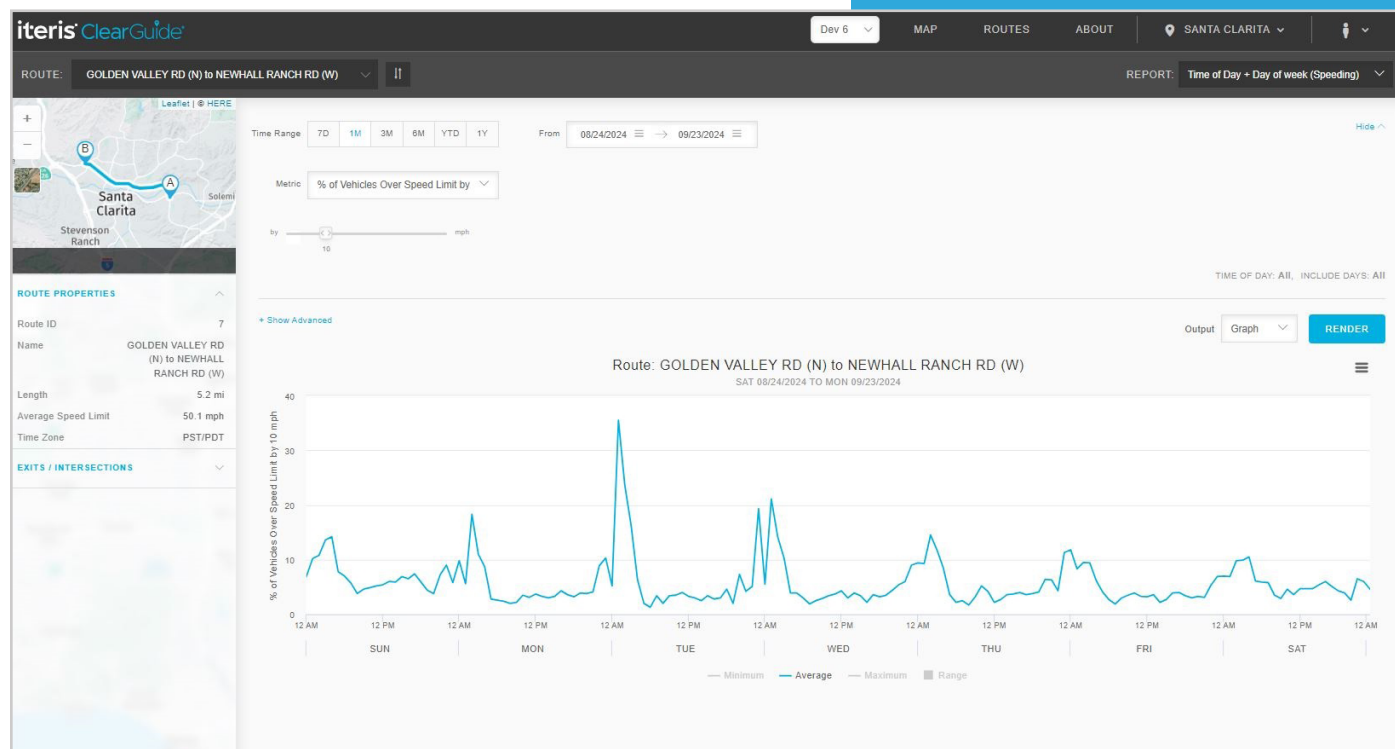 iteris ClearGuide
Dev 6
MAP
ROUTES
ABOUT
SANTA CLARITA
ROUTE:
GOLDEN VALLEY RD (N) to NEWHALL RANCH RD (W)
REPORT:
Time of Day + Day of week (Speeding)
Leaflet | © HERE
+
−
B
A
Santa
Clarita
Stevenson
Ranch
Solemi
Time Range
7D 1M 3M 6M YTD 1Y
From
08/24/2024 → 09/23/2024
Hide
Metric
% of Vehicles Over Speed Limit by
by
mph
10
TIME OF DAY: All, INCLUDE DAYS: All
ROUTE PROPERTIES
Route ID 7
Name GOLDEN VALLEY RD
(N) to NEWHALL
RANCH RD (W)
Length 5.2 mi
Average Speed Limit 50.1 mph
Time Zone PST/PDT
EXITS / INTERSECTIONS
+ Show Advanced
Output
Graph
RENDER
Route: GOLDEN VALLEY RD (N) to NEWHALL RANCH RD (W)
SAT 08/24/2024 TO MON 09/23/2024
% of Vehicles Over Speed Limit by 10 mph
40
30
20
10
0
12 AM 12 PM 12 AM 12 PM 12 AM 12 PM 12 AM 12 PM 12 AM 12 PM 12 AM 12 PM 12 AM 12 PM 12 AM
SUN MON TUE WED THU FRI SAT
Minimum Average Maximum Range